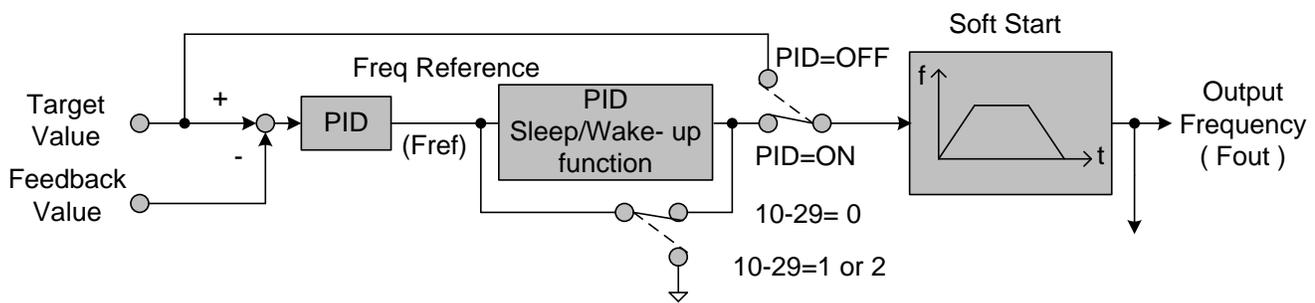 Soft Start
Freq Reference
PID=OFF
Target
Value
+
-
PID
(Fref)
PID
Sleep/Wake- up
function
PID=ON
f
t
Output
Frequency
( Fout )
Feedback
Value
10-29= 0
10-29=1 or 2